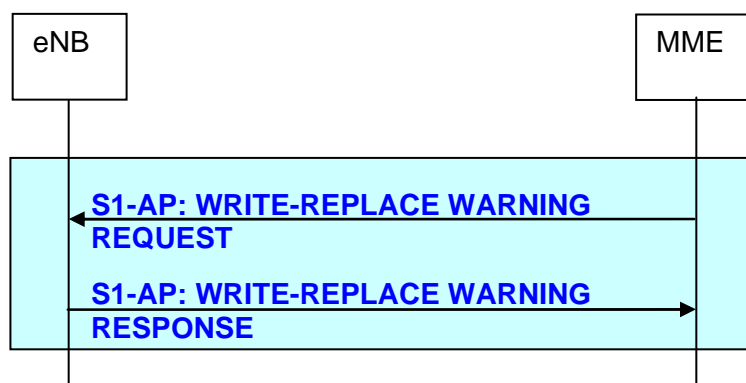 eNB
MME
S1-AP: WRITE-REPLACE WARNING
REQUEST
S1-AP: WRITE-REPLACE WARNING
RESPONSE